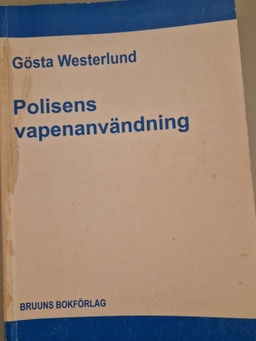 Gösta Westerlund
Polisens
vapenanvändning
BRUUNS BOKFÖRLAG